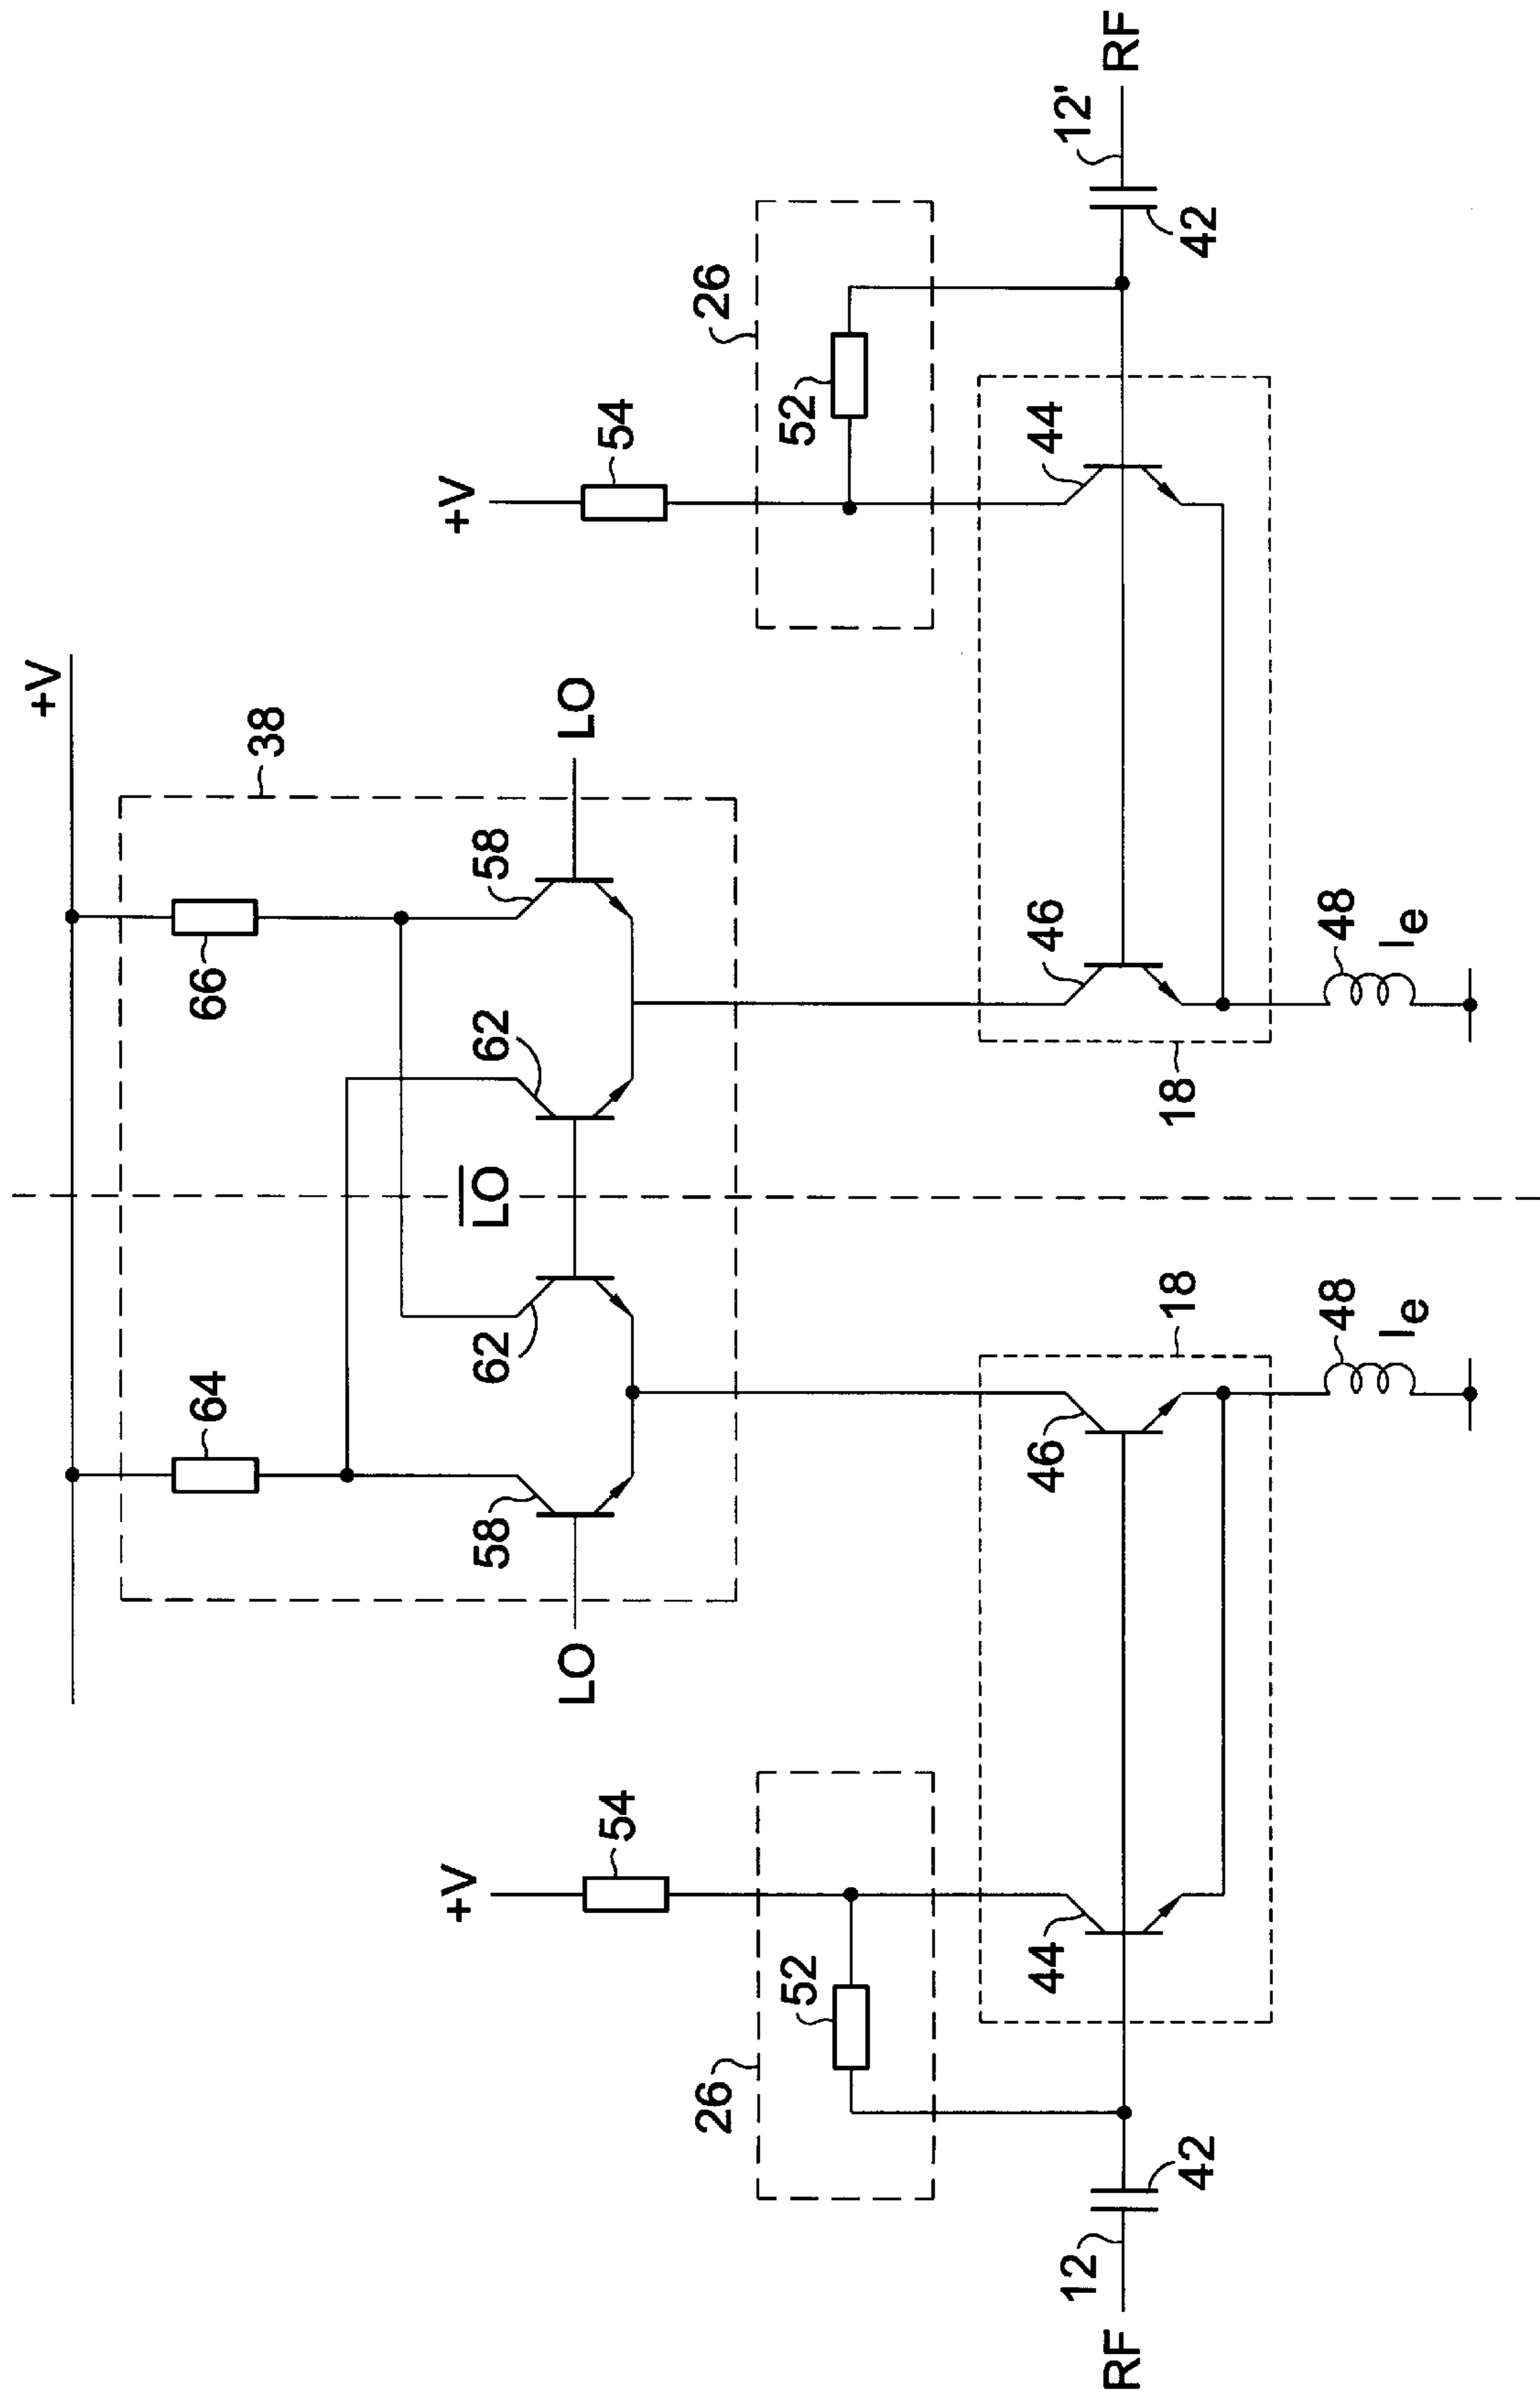 +V
64 66 38
+V +V
58 62 L̅O̅ 62 58
LO LO
54 54
26 26
52 52
44 46 46 44
12 12'
RF RF
42 18 18 42
48 48
Ie Ie